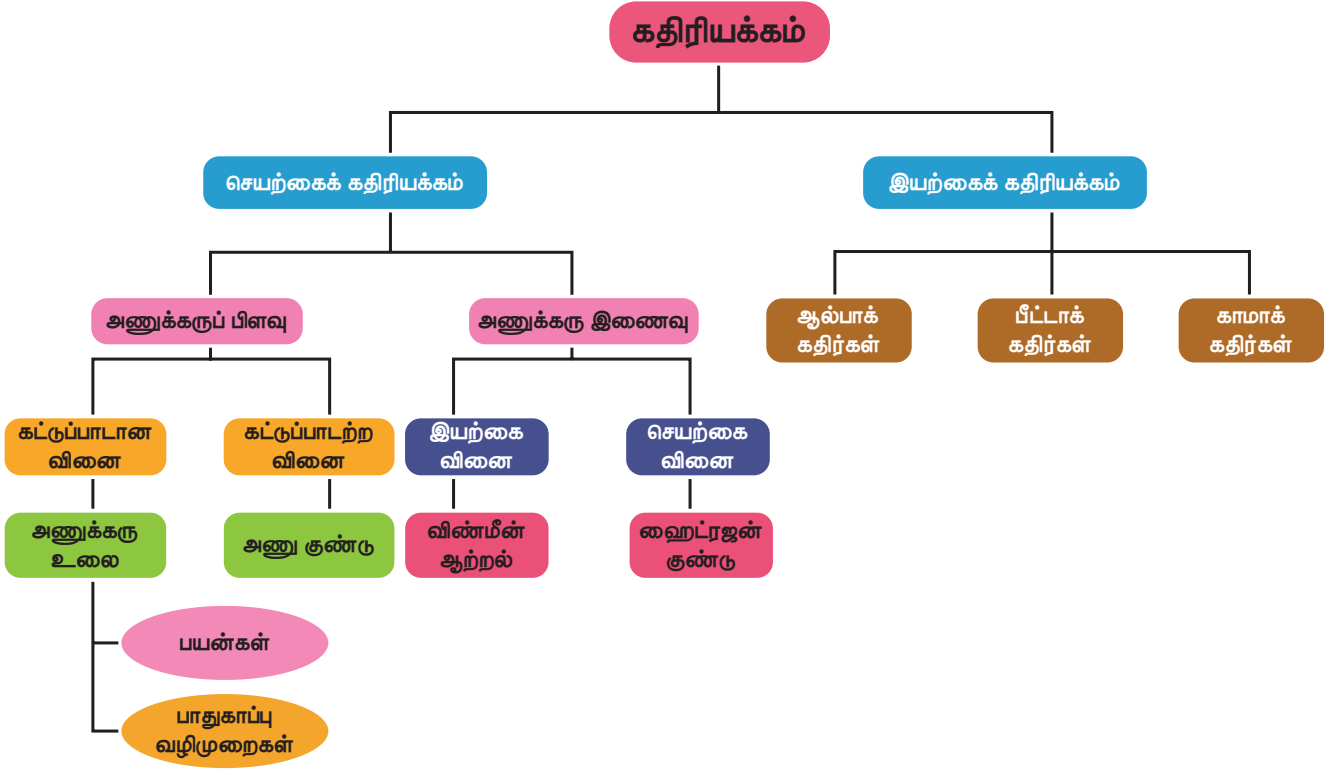 கதிரியக்கம்
செயற்கைக் கதிரியக்கம்
இயற்கைக் கதிரியக்கம்
அணுக்கருப் பிளவு
அணுக்கரு இணைவு
ஆல்பாக்
கதிர்கள்
பீட்டாக்
கதிர்கள்
காமாக்
கதிர்கள்
கட்டுப்பாடான
வினை
கட்டுப்பாடற்ற
வினை
இயற்கை
வினை
செயற்கை
வினை
அணுக்கரு
உலை
அணு குண்டு
விண்மீன்
ஆற்றல்
ஹைட்ரஜன்
குண்டு
பயன்கள்
பாதுகாப்பு
வழிமுறைகள்